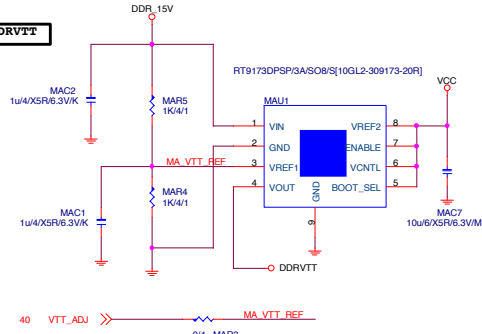 DDR_15V
DRVTT
RT9173DPSP/3A/SO8/S[10GL2-309173-20R]
VCC
MAC2
1u/4/X5R/6.3V/K
MAR5
1K/4/1
MAU1
1 VIN VREF2 8
2 GND ENABLE 7
MA_VTT_REF 3 VREF1 VCNTL 6
4 VOUT BOOT_SEL 5
GND
9
MAR4
1K/4/1
MAC1
1u/4/X5R/6.3V/K
MAC7
10u/6/X5R/6.3V/M
DDRVTT
40 VTT_ADJ MA_VTT_REF